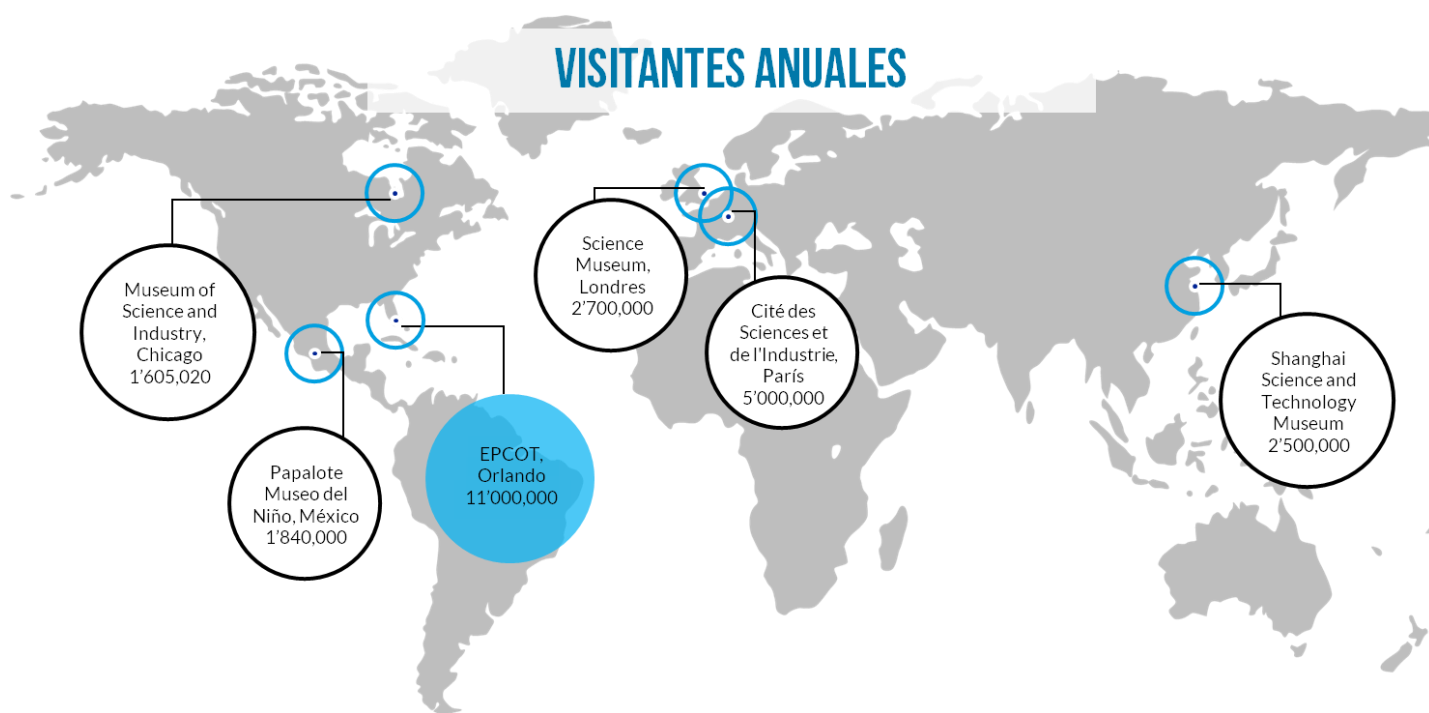 VISITANTES ANUALES
Museum of
Science and
Industry,
Chicago
1'605,020
Papalote
Museo del
Niño, México
1'840,000
EPCOT,
Orlando
11'000,000
Science
Museum,
Londres
2'700,000
Cité des
Sciences et
de l'Industrie,
París
5'000,000
Shanghai
Science and
Technology
Museum
2'500,000